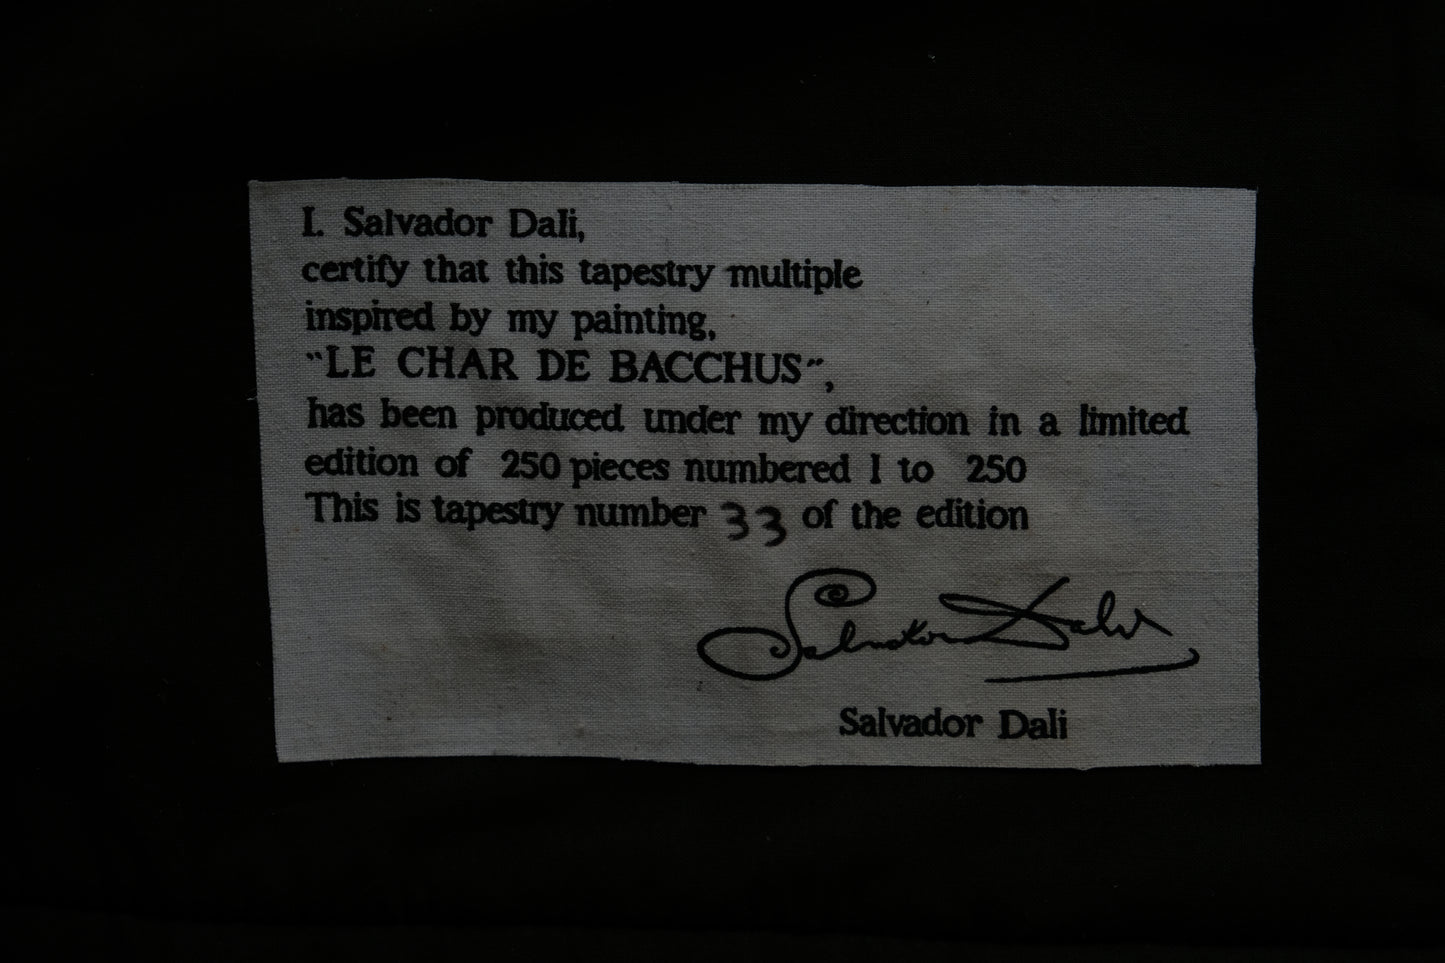 I. Salvador Dali,
certify that this tapestry multiple
inspired by my painting,
"LE CHAR DE BACCHUS",
has been produced under my direction in a limited
edition of 250 pieces numbered 1 to 250
This is tapestry number 33 of the edition
Salvador Dali
Salvador Dali